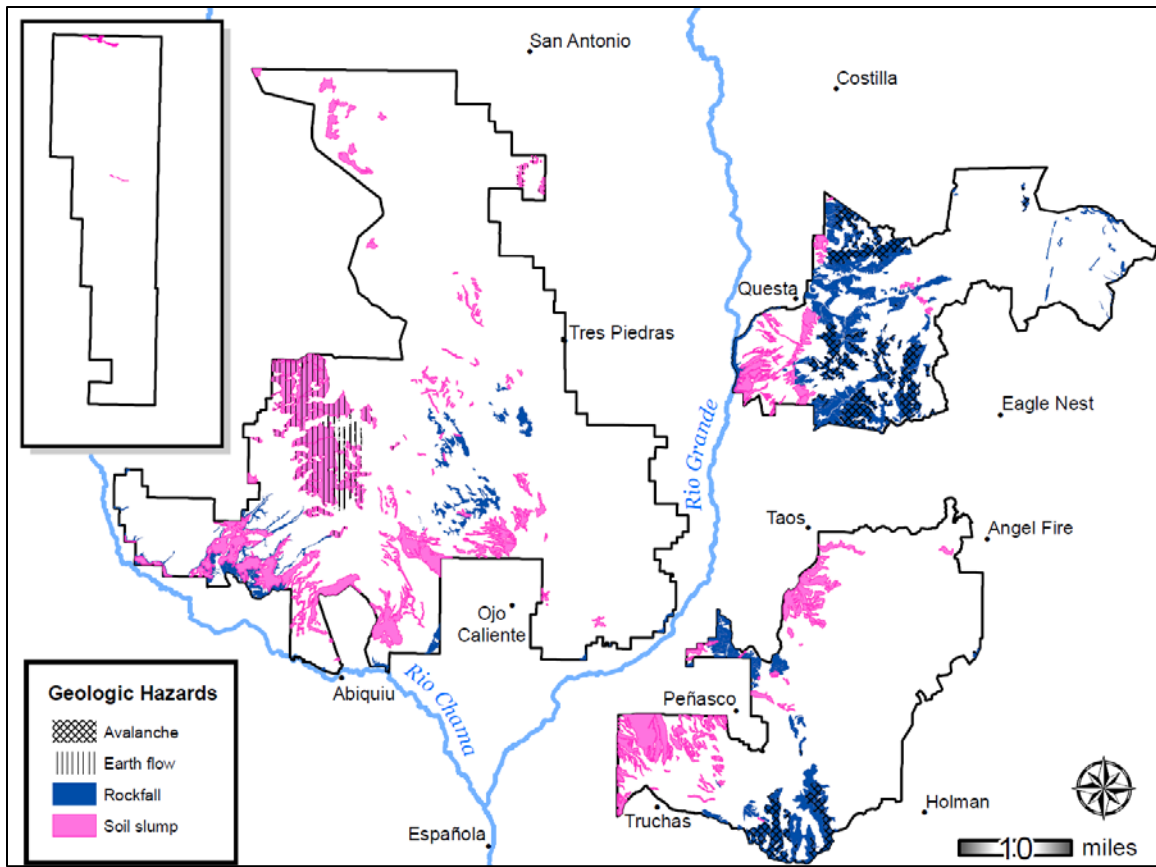 San Antonio
Costilla
Questa
Tres Piedras
Eagle Nest
Rio Grande
Taos
Angel Fire
Ojo
Caliente
Abiquiu
Rio Chama
Peñasco
Truchas
Holman
Española
Geologic Hazards
Avalanche
Earth flow
Rockfall
Soil slump
10 miles